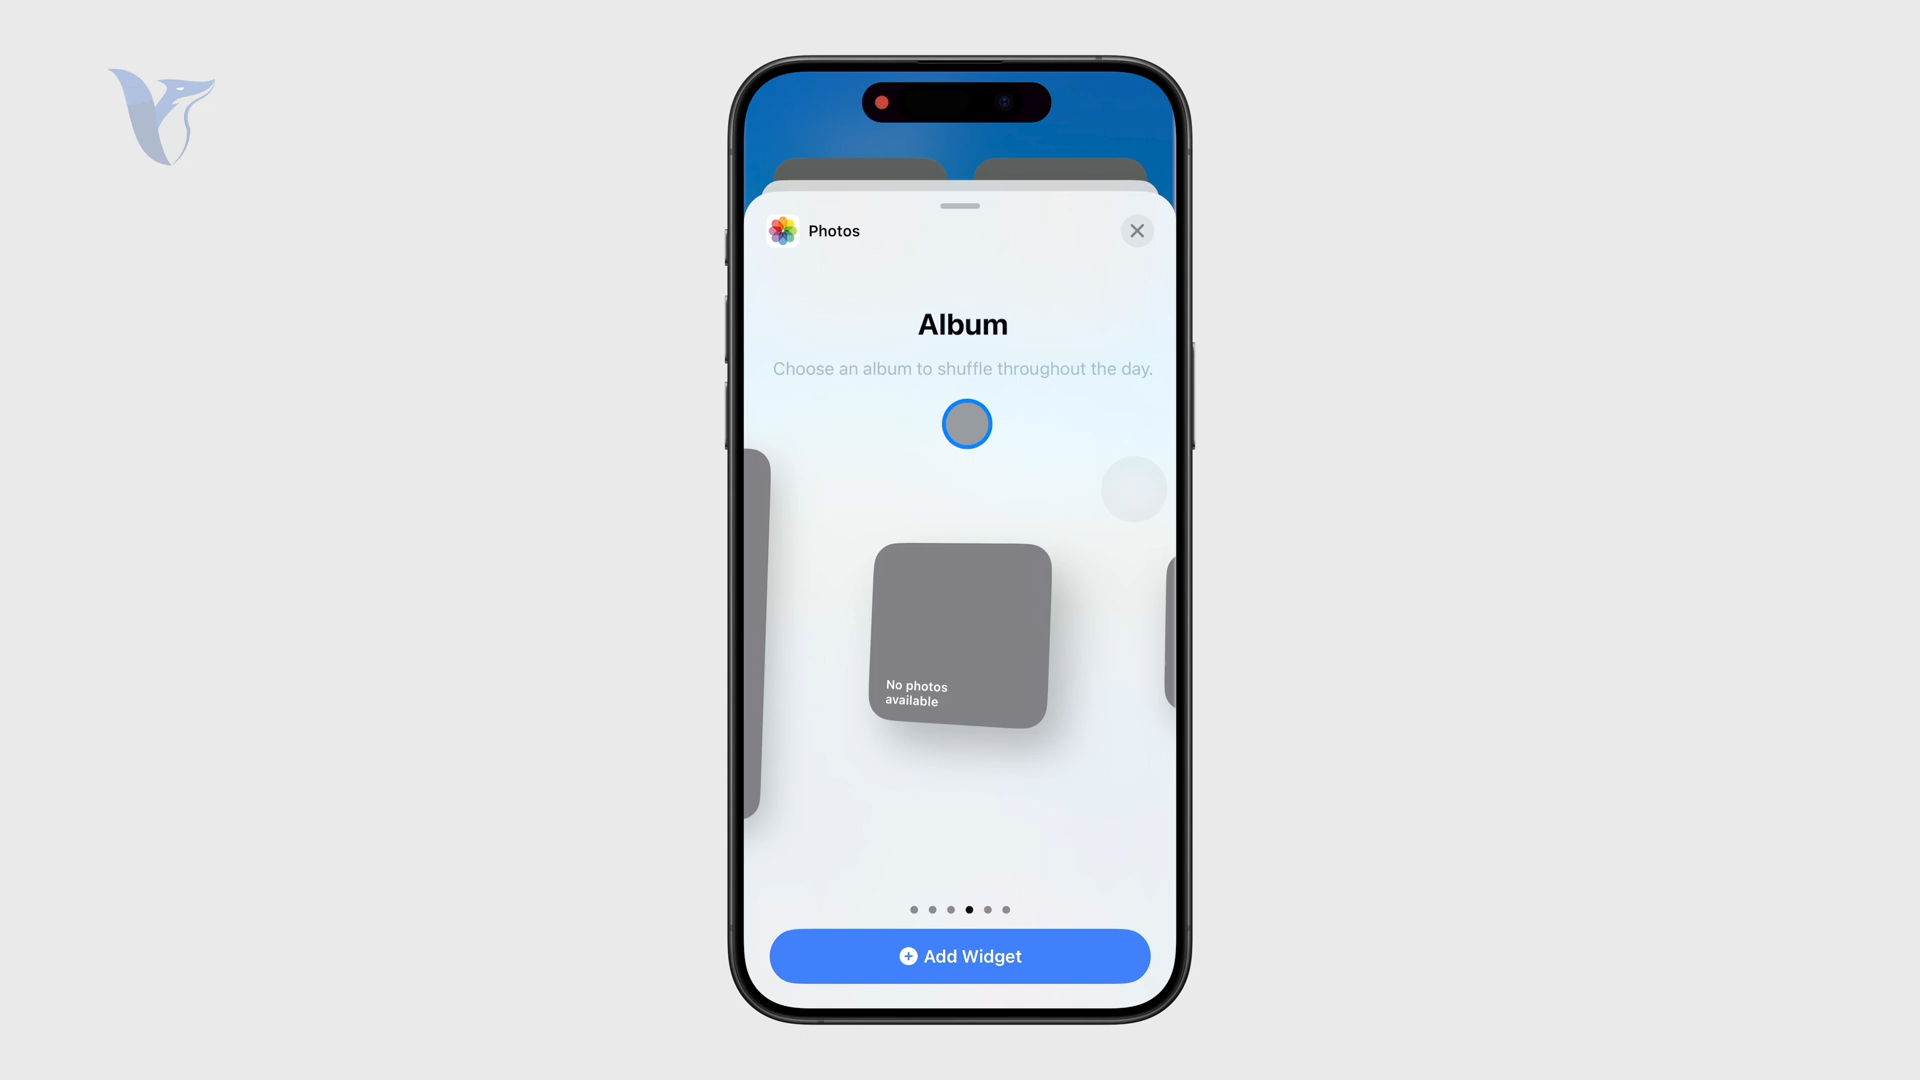 Photos
Album
Choose an album to shuffle throughout the day.
No photos
available
Add Widget